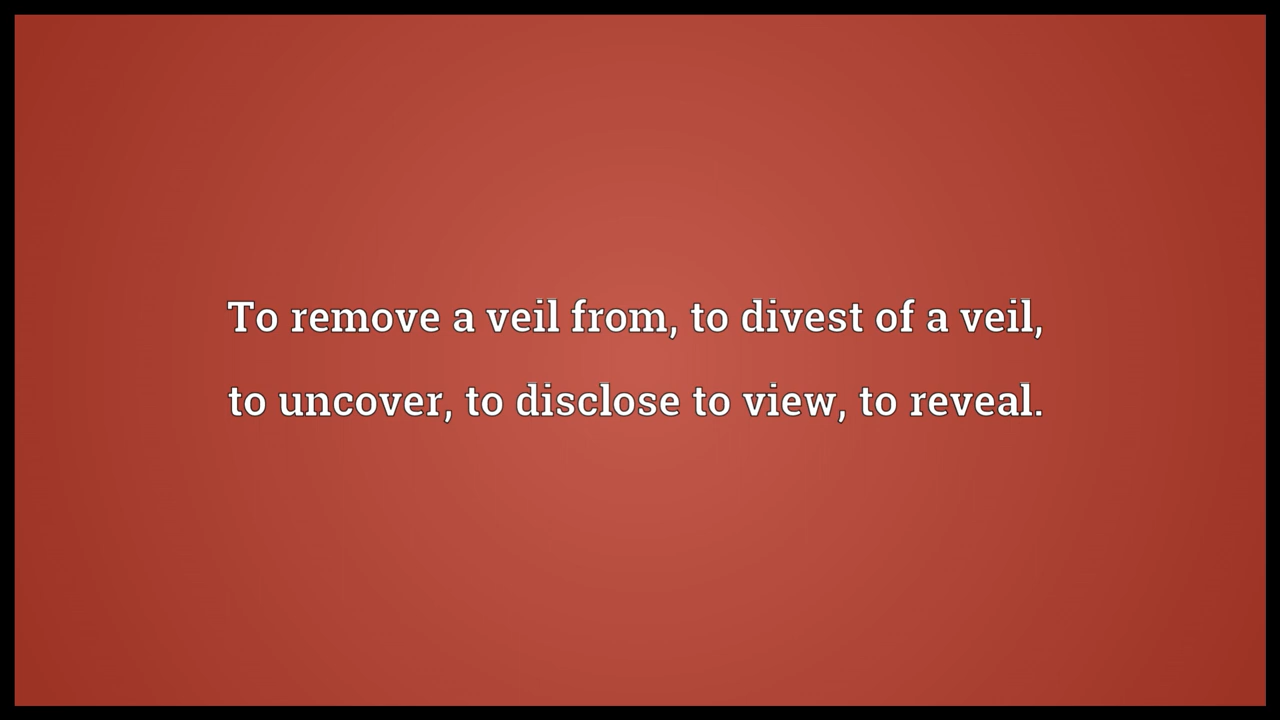 To remove a veil from, to divest of a veil,
to uncover, to disclose to view, to reveal.